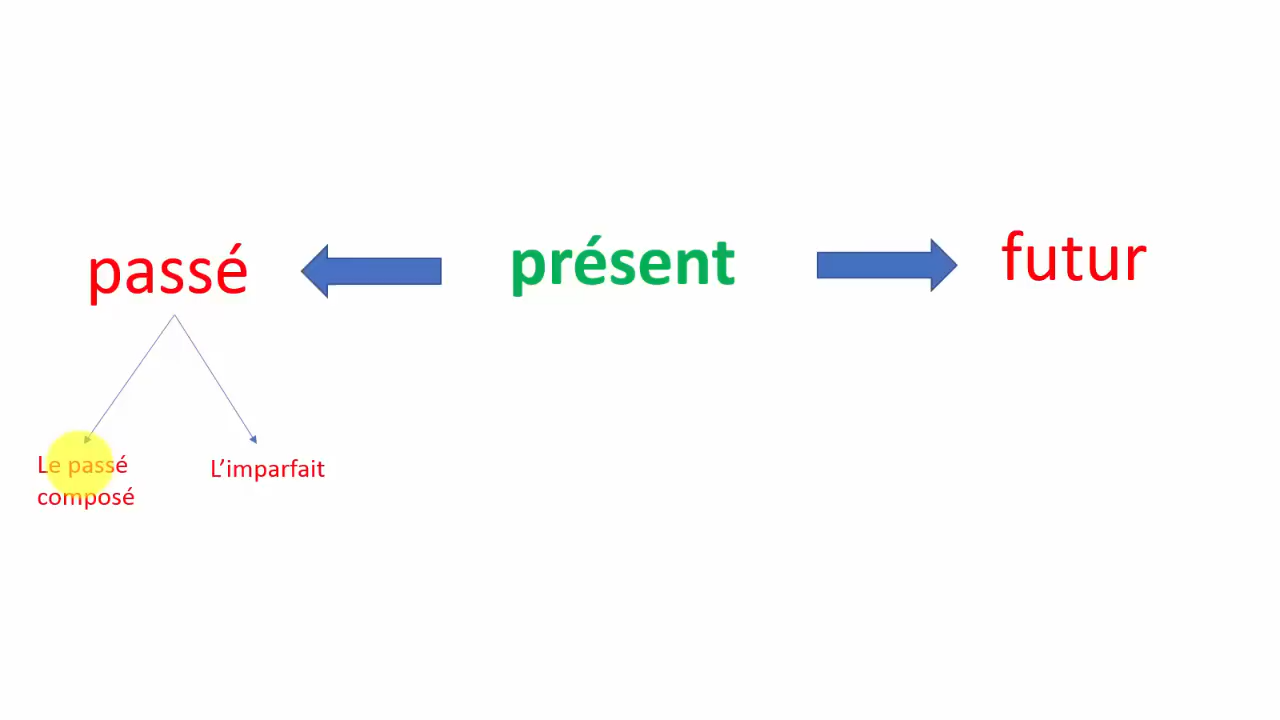 passé
présent
futur
Le passé
composé
L’imparfait